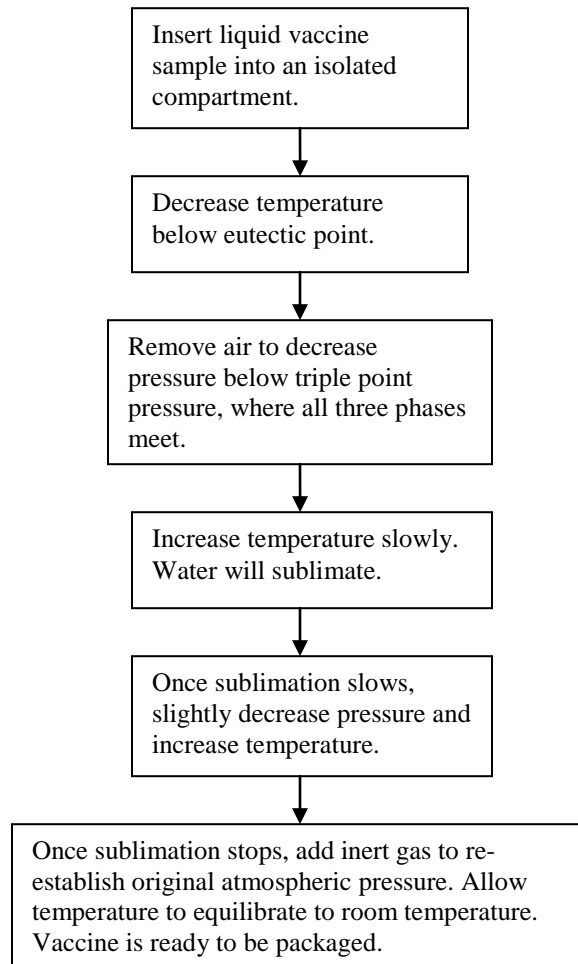 Insert liquid vaccine
sample into an isolated
compartment.
Decrease temperature
below eutectic point.
Remove air to decrease
pressure below triple point
pressure, where all three phases
meet.
Increase temperature slowly.
Water will sublimate.
Once sublimation slows,
slightly decrease pressure and
increase temperature.
Once sublimation stops, add inert gas to re-
establish original atmospheric pressure. Allow
temperature to equilibrate to room temperature.
Vaccine is ready to be packaged.